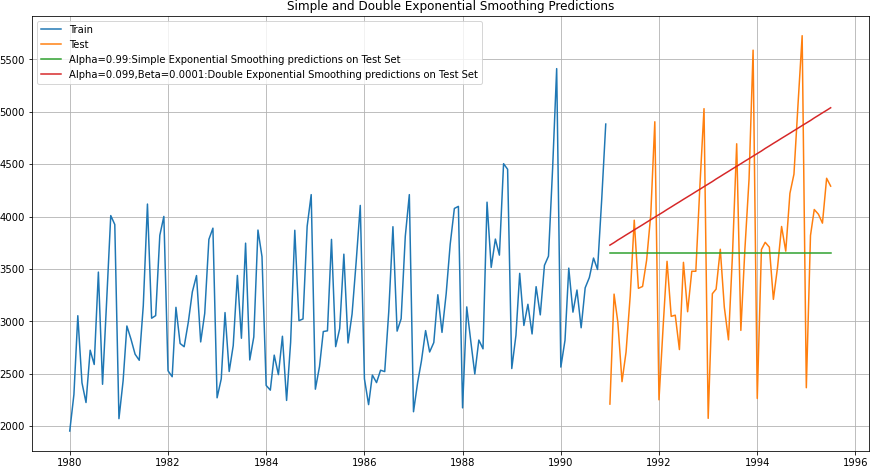 Simple and Double Exponential Smoothing Predictions
Train
Test
Alpha=0.99:Simple Exponential Smoothing predictions on Test Set
Alpha=0.099,Beta=0.0001:Double Exponential Smoothing predictions on Test Set
5500
5000
4500
4000
3500
3000
2500
2000
1980 1982 1984 1986 1988 1990 1992 1994 1996